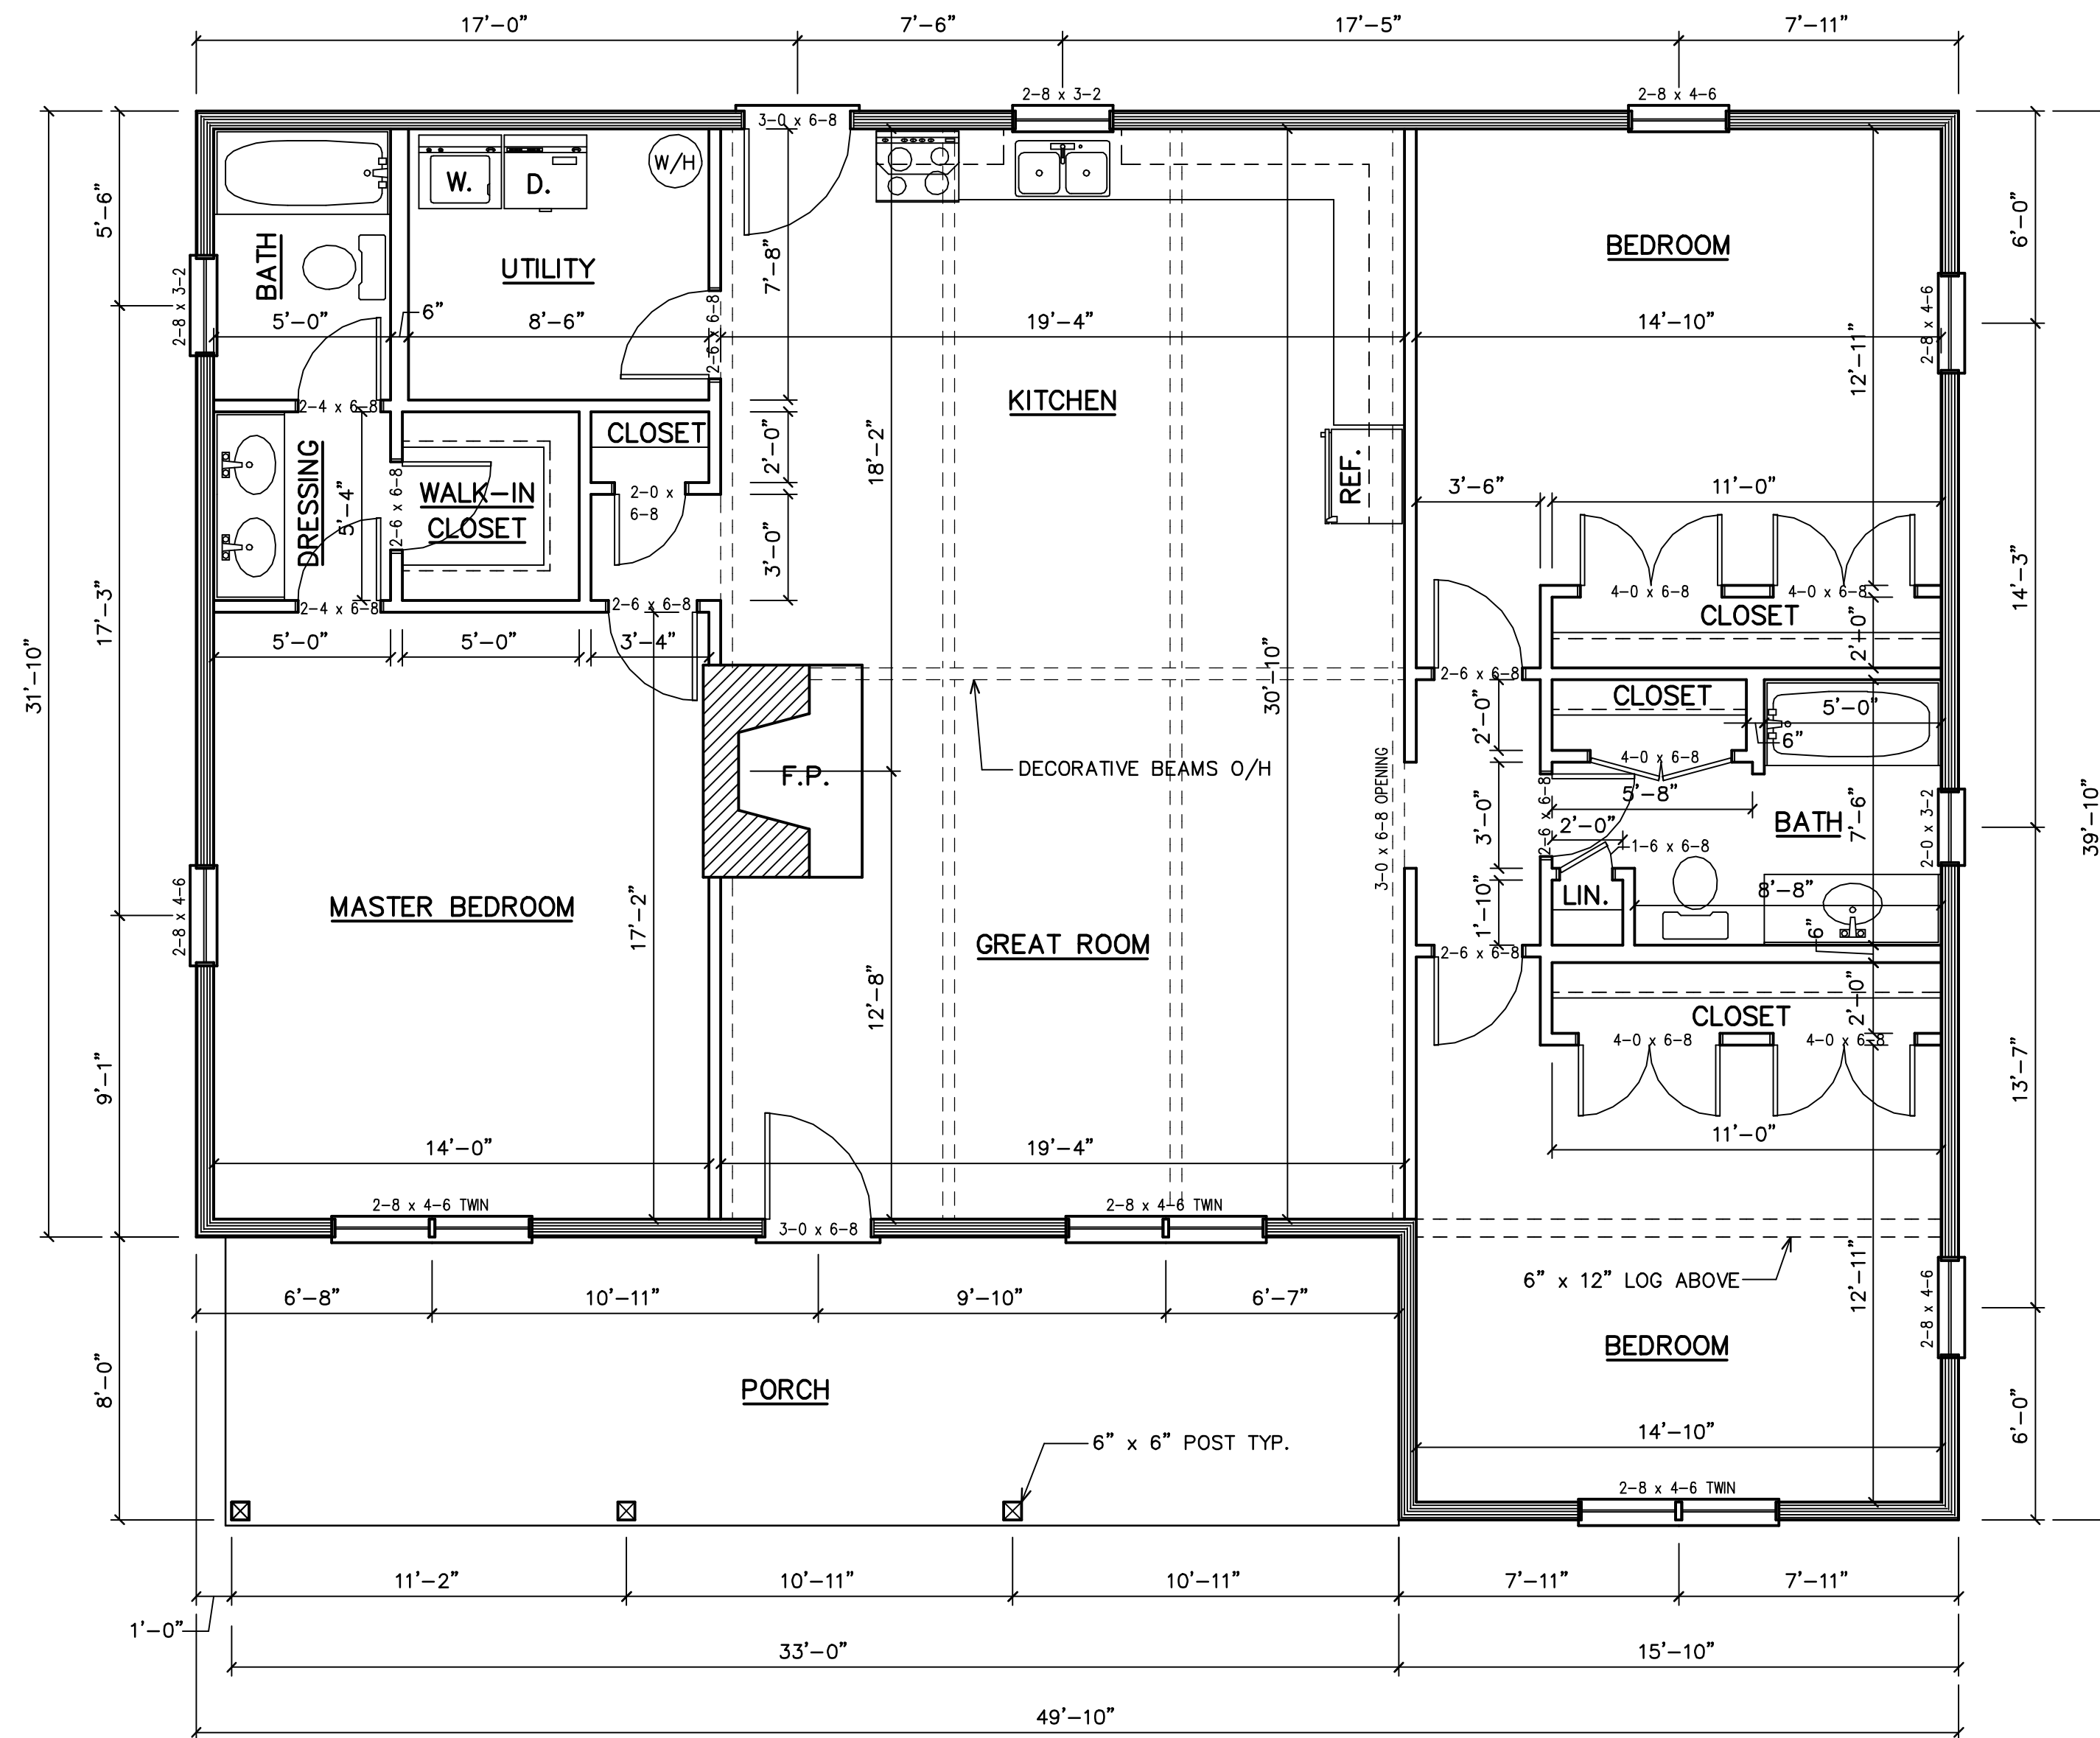 17'-0" 7'-6" 17'-5" 7'-11"
2-8 x 3-2 2-8 x 4-6
3-0 x 6-8
W. D. W/H
5'-6" 6'-0"
BATH UTILITY BEDROOM
2-8 x 3-2 7'-8" 2-8 x 4-6
5'-0" 6" 8'-6" 2-6 x 6-8 19'-4" 14'-10"
12'-11"
KITCHEN
2-4 x 6-8
CLOSET
2'-0" 18'-2"
DRESSING 5'-4" 2-6 x 6-8 REF.
WALK-IN
CLOSET
2-0 x
6-8
3'-6" 11'-0"
3'-0"
17'-3" 14'-3"
4-0 x 6-8 4-0 x 6-8
2-4 x 6-8 2-6 x 6-8
CLOSET
2'-0"
5'-0" 5'-0" 3'-4"
31'-10" 30'-10"
2-6 x 6-8
CLOSET
2'-0" 5'-0"
6"
4-0 x 6-8
F.P.
DECORATIVE BEAMS O/H
3-0 x 6-8 OPENING
5'-8"
3'-0" 2-6 x 6-8 2'-0" BATH 7'-6" 2-0 x 3-2 39'-10"
1-6 x 6-8
LIN. 8'-8"
2-8 x 4-6
MASTER BEDROOM 17'-2"
1'-10" 6"
GREAT ROOM
2-6 x 6-8
12'-8"
2'-0"
CLOSET
4-0 x 6-8 4-0 x 6-8
9'-1" 13'-7"
11'-0"
14'-0" 19'-4"
2-8 x 4-6 TWIN 2-8 x 4-6 TWIN
3-0 x 6-8
6" x 12" LOG ABOVE
12'-11" 2-8 x 4-6
6'-8" 10'-11" 9'-10" 6'-7"
BEDROOM
8'-0" PORCH 6'-0"
14'-10"
6" x 6" POST TYP.
2-8 x 4-6 TWIN
11'-2" 10'-11" 10'-11" 7'-11" 7'-11"
1'-0"
33'-0" 15'-10"
49'-10"